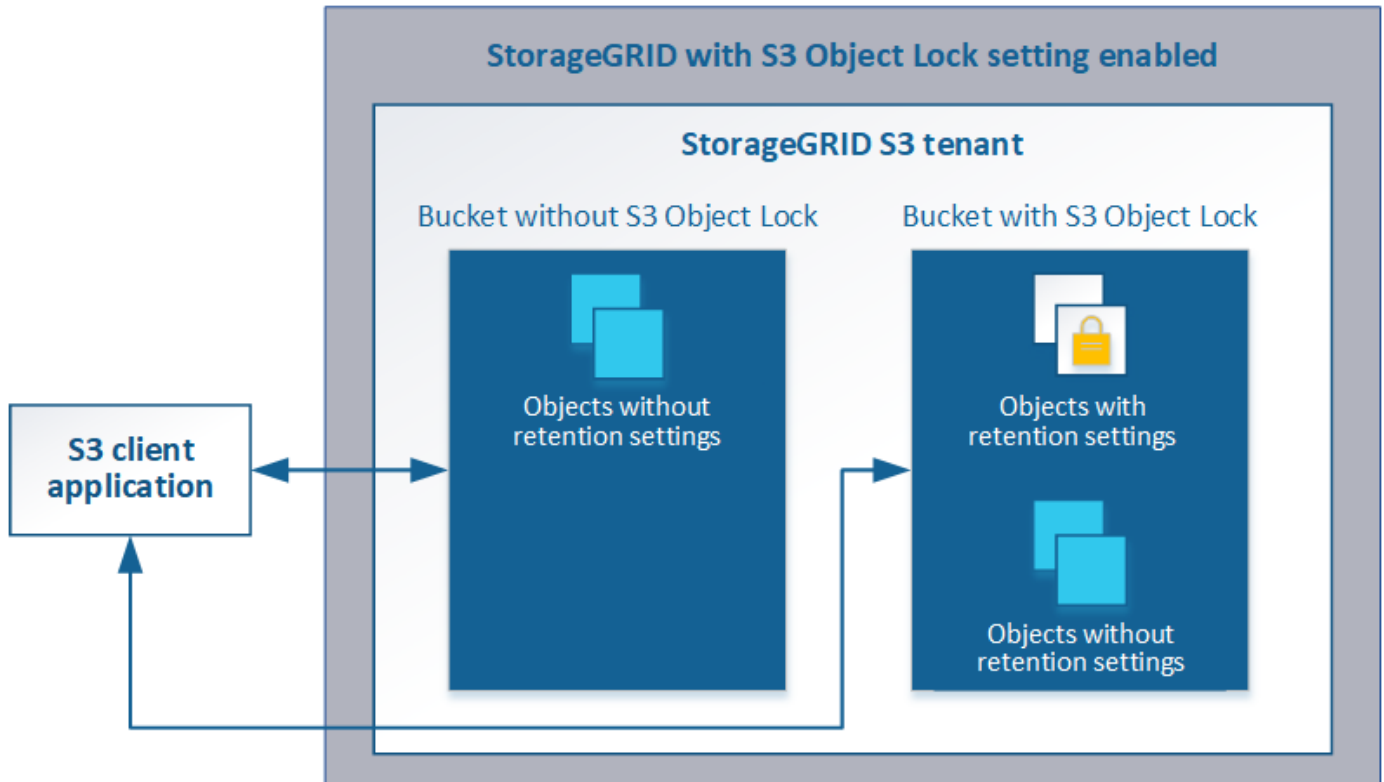 StorageGRID with S3 Object Lock setting enabled
StorageGRID S3 tenant
Bucket without S3 Object Lock
Bucket with S3 Object Lock
Objects without
retention settings
Objects with
retention settings
S3 client
application
Objects without
retention settings